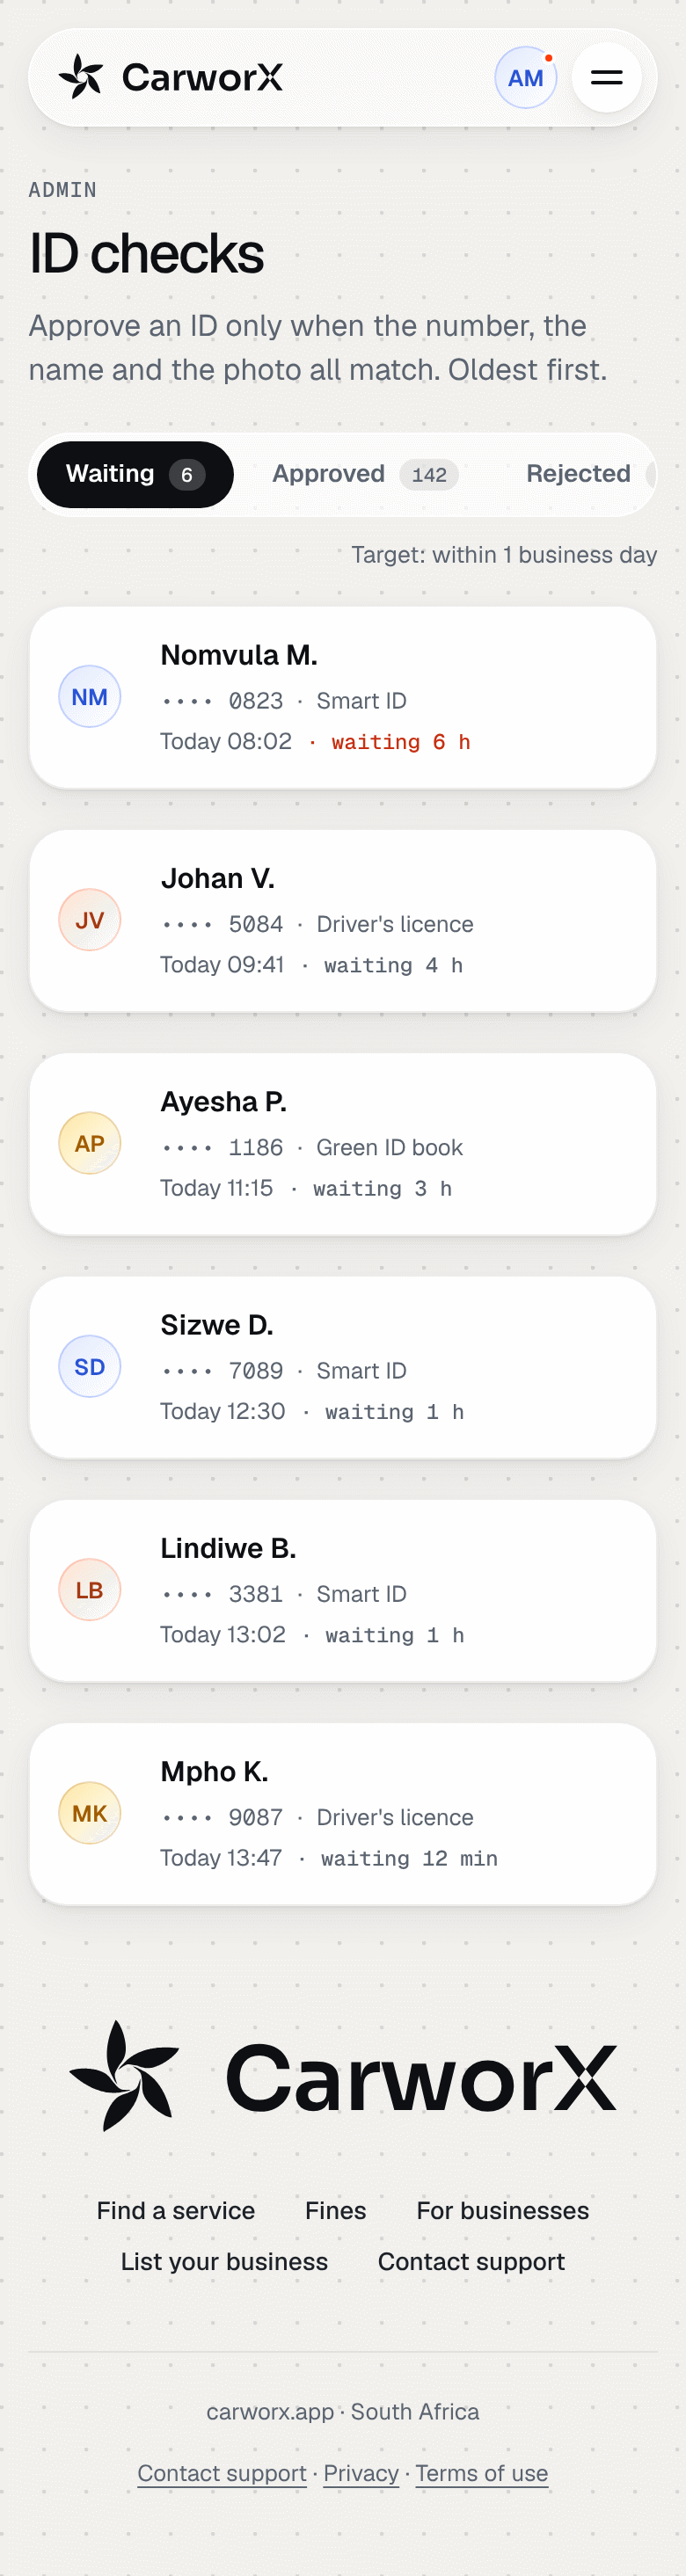 CarworX
AM
ADMIN
ID checks
Approve an ID only when the number, the
name and the photo all match. Oldest first.
Waiting 6 Approved 142 Rejected
Target: within 1 business day
NM
Nomvula M.
•••• 0823 · Smart ID
Today 08:02 · waiting 6 h
JV
Johan V.
•••• 5084 · Driver's licence
Today 09:41 · waiting 4 h
AP
Ayesha P.
•••• 1186 · Green ID book
Today 11:15 · waiting 3 h
SD
Sizwe D.
•••• 7089 · Smart ID
Today 12:30 · waiting 1 h
LB
Lindiwe B.
•••• 3381 · Smart ID
Today 13:02 · waiting 1 h
MK
Mpho K.
•••• 9087 · Driver's licence
Today 13:47 · waiting 12 min
CarworX
Find a service Fines For businesses
List your business Contact support
carworx.app · South Africa
Contact support · Privacy · Terms of use